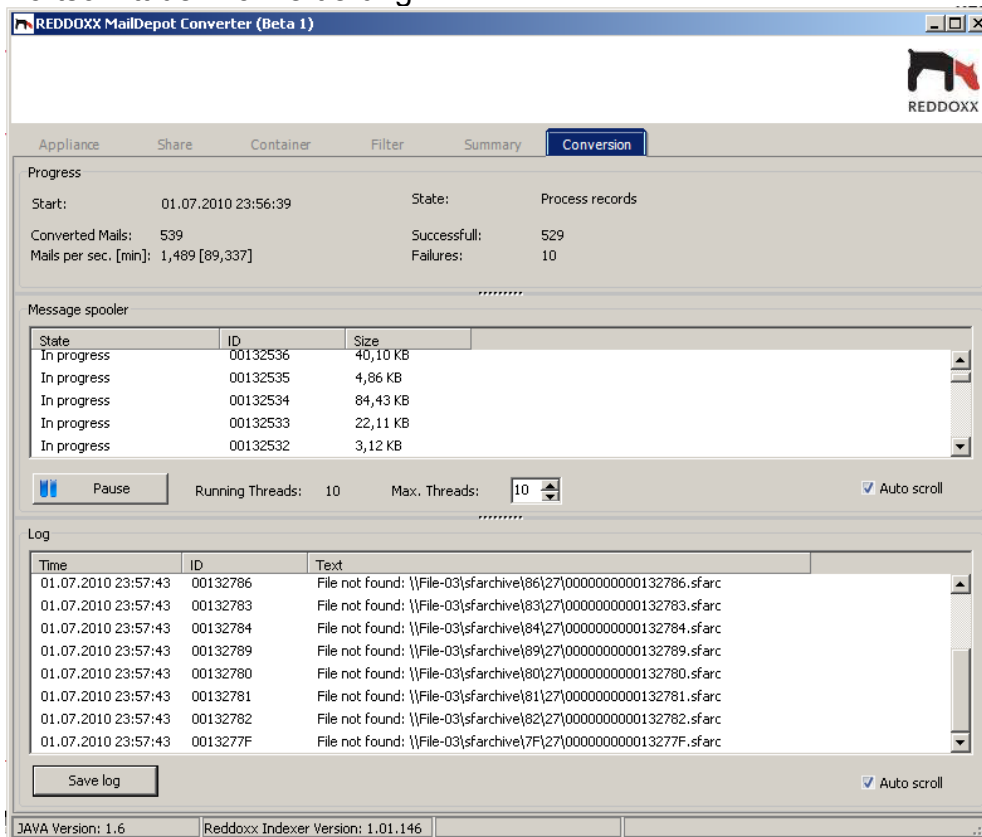 REDDOXX MailDepot Converter (Beta 1)
REDDOXX
Appliance Share Container Filter Summary Conversion
Progress
Start: 01.07.2010 23:56:39 State: Process records
Converted Mails: 539 Successfull: 529
Mails per sec. [min]: 1,489 [89,337] Failures: 10
Message spooler
State ID Size
In progress 00132536 40,10 KB
In progress 00132535 4,86 KB
In progress 00132534 84,43 KB
In progress 00132533 22,11 KB
In progress 00132532 3,12 KB
Pause Running Threads: 10 Max. Threads: 10 Auto scroll
Log
Time ID Text
01.07.2010 23:57:43 00132786 File not found: \\File-03\sfarchive\86\27\0000000000132786.sfarc
01.07.2010 23:57:43 00132783 File not found: \\File-03\sfarchive\83\27\0000000000132783.sfarc
01.07.2010 23:57:43 00132784 File not found: \\File-03\sfarchive\84\27\0000000000132784.sfarc
01.07.2010 23:57:43 00132789 File not found: \\File-03\sfarchive\89\27\0000000000132789.sfarc
01.07.2010 23:57:43 00132780 File not found: \\File-03\sfarchive\80\27\0000000000132780.sfarc
01.07.2010 23:57:43 00132781 File not found: \\File-03\sfarchive\81\27\0000000000132781.sfarc
01.07.2010 23:57:43 00132782 File not found: \\File-03\sfarchive\82\27\0000000000132782.sfarc
01.07.2010 23:57:43 0013277F File not found: \\File-03\sfarchive\7F\27\000000000013277F.sfarc
Save log Auto scroll
JAVA Version: 1.6 Reddoxx Indexer Version: 1.01.146